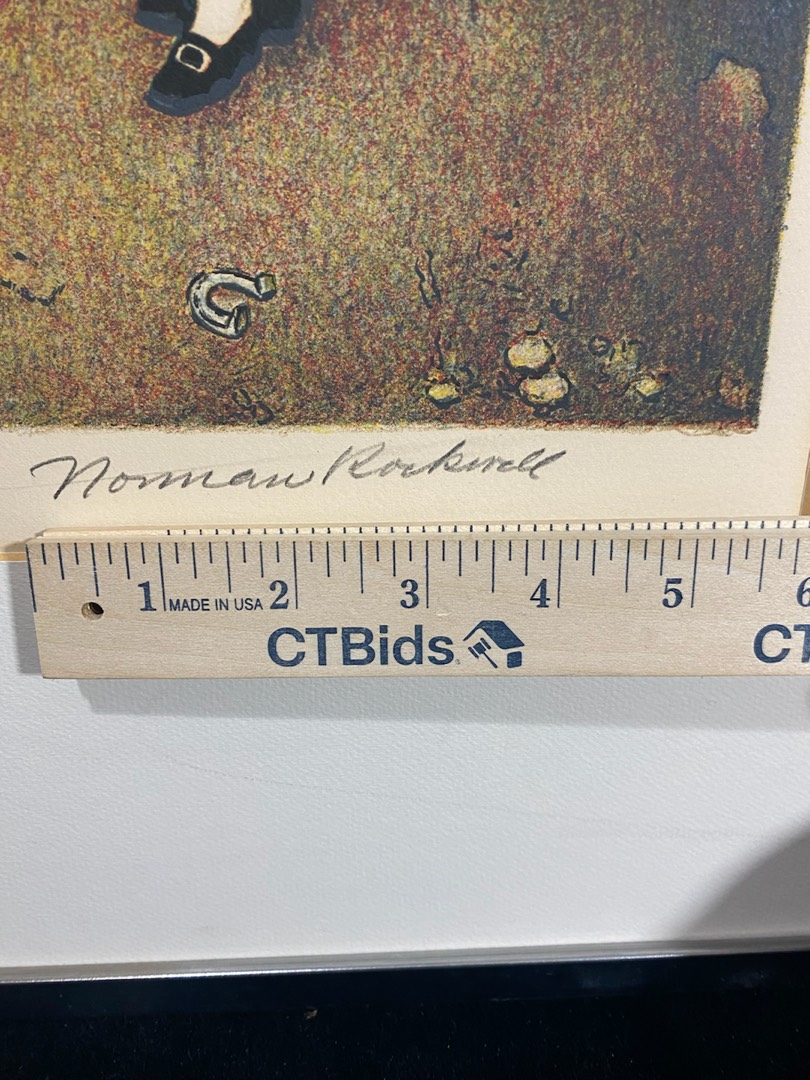 Norman Rockwell
1 MADE IN USA 2 3 4 5 6
CTBids CT